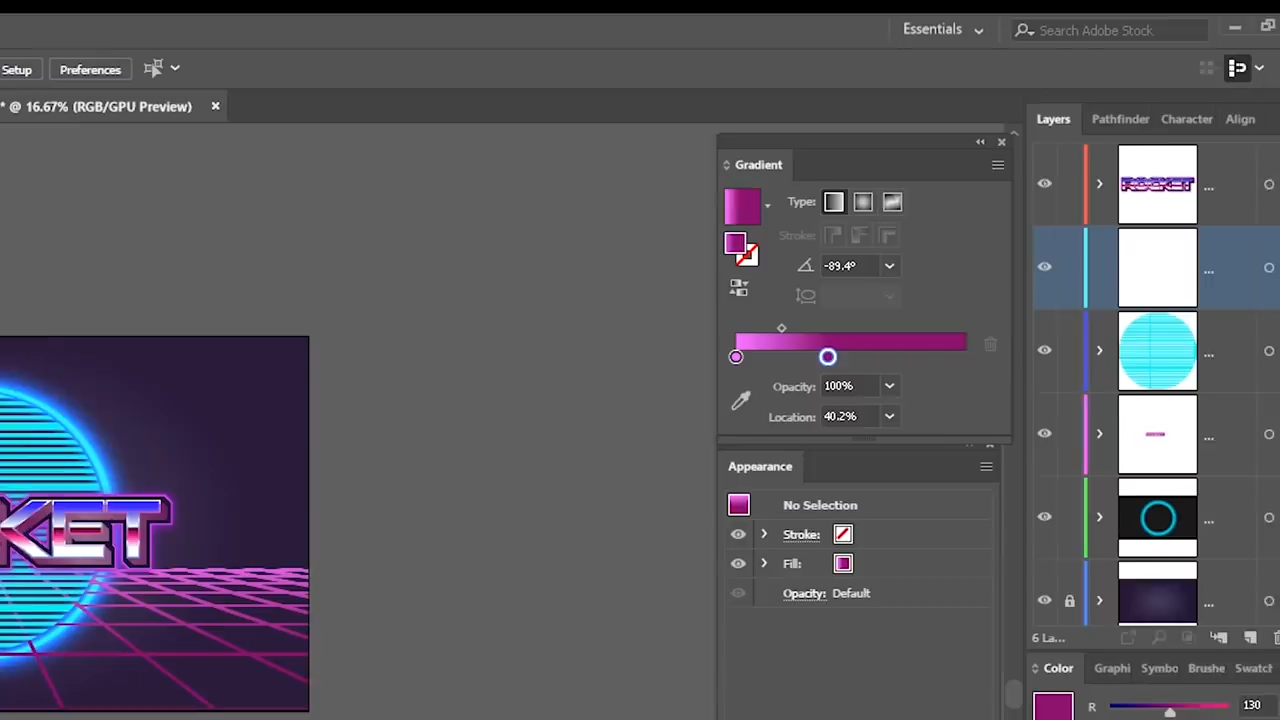 Essentials
Search Adobe Stock
Setup
Preferences
* @ 16.67% (RGB/GPU Preview)
Layers Pathfinder Character Align
Gradient
Type:
Stroke:
-89.4°
Opacity: 100%
Location: 40.2%
ROCKET
...
...
...
...
...
...
Appearance
No Selection
Stroke:
Fill:
Opacity: Default
KET
6 La...
Color Graphi Symbo Brushe Swatch
R 130